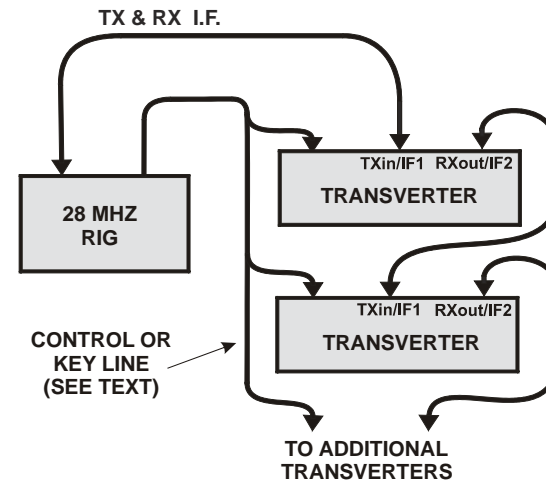 TX & RX I.F.
28 MHZ
RIG
TXin/IF1 RXout/IF2
TRANSVERTER
TXin/IF1 RXout/IF2
TRANSVERTER
CONTROL OR
KEY LINE
(SEE TEXT)
TO ADDITIONAL
TRANSVERTERS